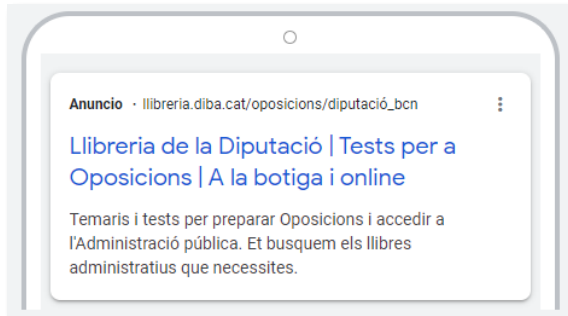 Anuncio · llibreria.diba.cat/oposicions/diputació_bcn
Llibreria de la Diputació | Tests per a
Oposicions | A la botiga i online
Temaris i tests per preparar Oposicions i accedir a
l'Administració pública. Et busquem els llibres
administratius que necessites.